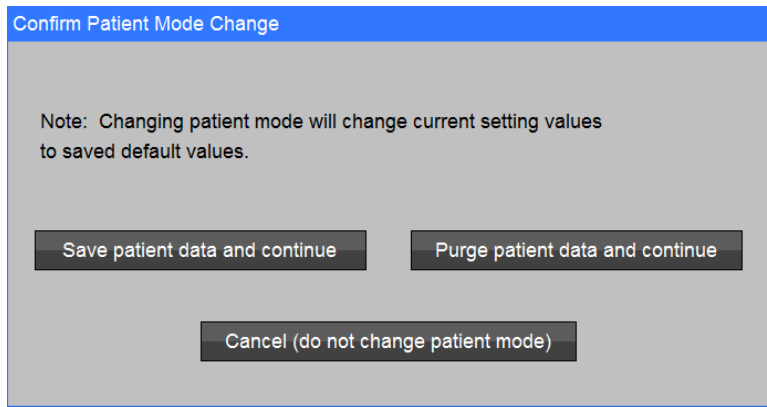 Confirm Patient Mode Change
Note:  Changing patient mode will change current setting values
to saved default values.
Save patient data and continue
Purge patient data and continue
Cancel (do not change patient mode)